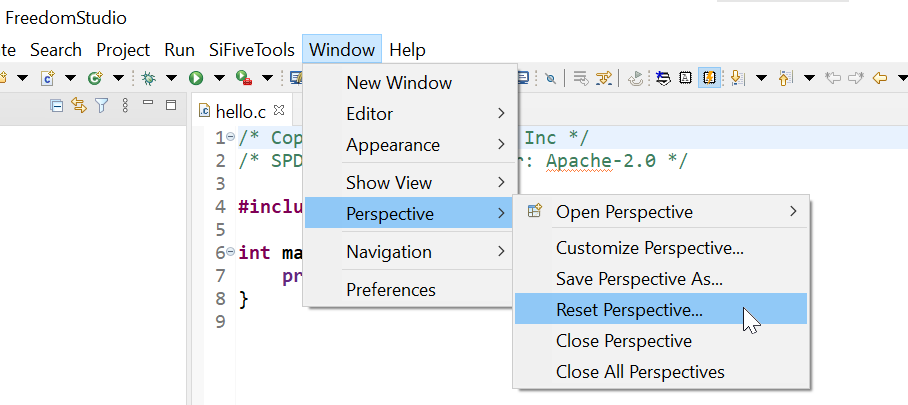 FreedomStudio
te Search Project Run SiFiveTools Window Help
hello.c
1 /* Cop Inc */
2 /* SPD r: Apache-2.0 */
3
4 #inclu
5
6 int ma
7 pr
8 }
9
New Window
Editor
Appearance
Show View
Perspective
Navigation
Preferences
Open Perspective
Customize Perspective...
Save Perspective As...
Reset Perspective...
Close Perspective
Close All Perspectives